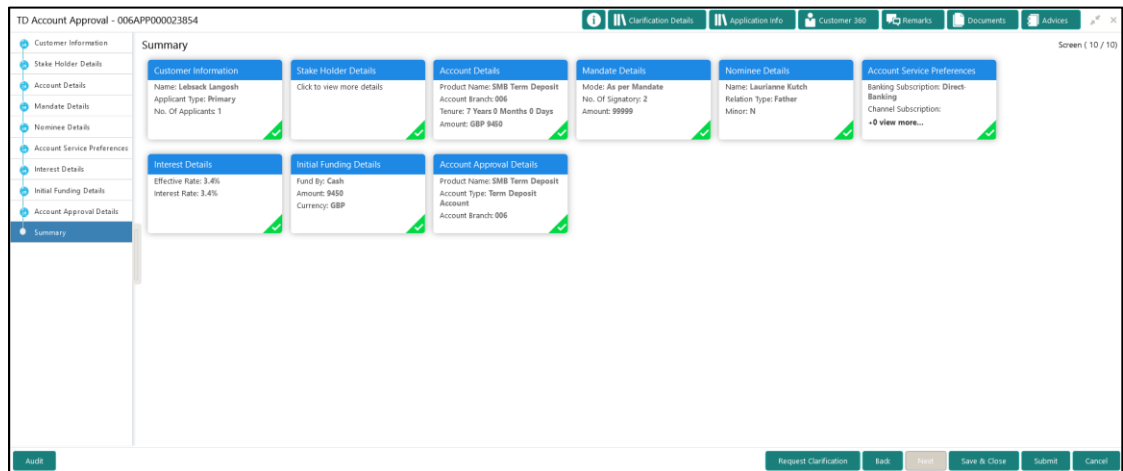 TD Account Approval - 006APP000023854
Clarification Details
Application Info
Customer 360
Remarks
Documents
Advices
Customer Information
Stake Holder Details
Account Details
Mandate Details
Nominee Details
Account Service Preferences
Interest Details
Initial Funding Details
Account Approval Details
Summary
Summary
Screen ( 10 / 10)
Customer Information
Name: Lebsack Langosh
Applicant Type: Primary
No. Of Applicants: 1
Stake Holder Details
Click to view more details
Account Details
Product Name: SMB Term Deposit
Account Branch: 006
Tenure: 7 Years 0 Months 0 Days
Amount: GBP 9450
Mandate Details
Mode: As per Mandate
No. Of Signatory: 2
Amount: 99999
Nominee Details
Name: Laurianne Kutch
Relation Type: Father
Minor: N
Account Service Preferences
Banking Subscription: Direct-
Banking
Channel Subscription:
+0 view more...
Interest Details
Effective Rate: 3.4%
Interest Rate: 3.4%
Initial Funding Details
Fund By: Cash
Amount: 9450
Currency: GBP
Account Approval Details
Product Name: SMB Term Deposit
Account Type: Term Deposit
Account
Account Branch: 006
Audit
Request Clarification
Back
Next
Save & Close
Submit
Cancel